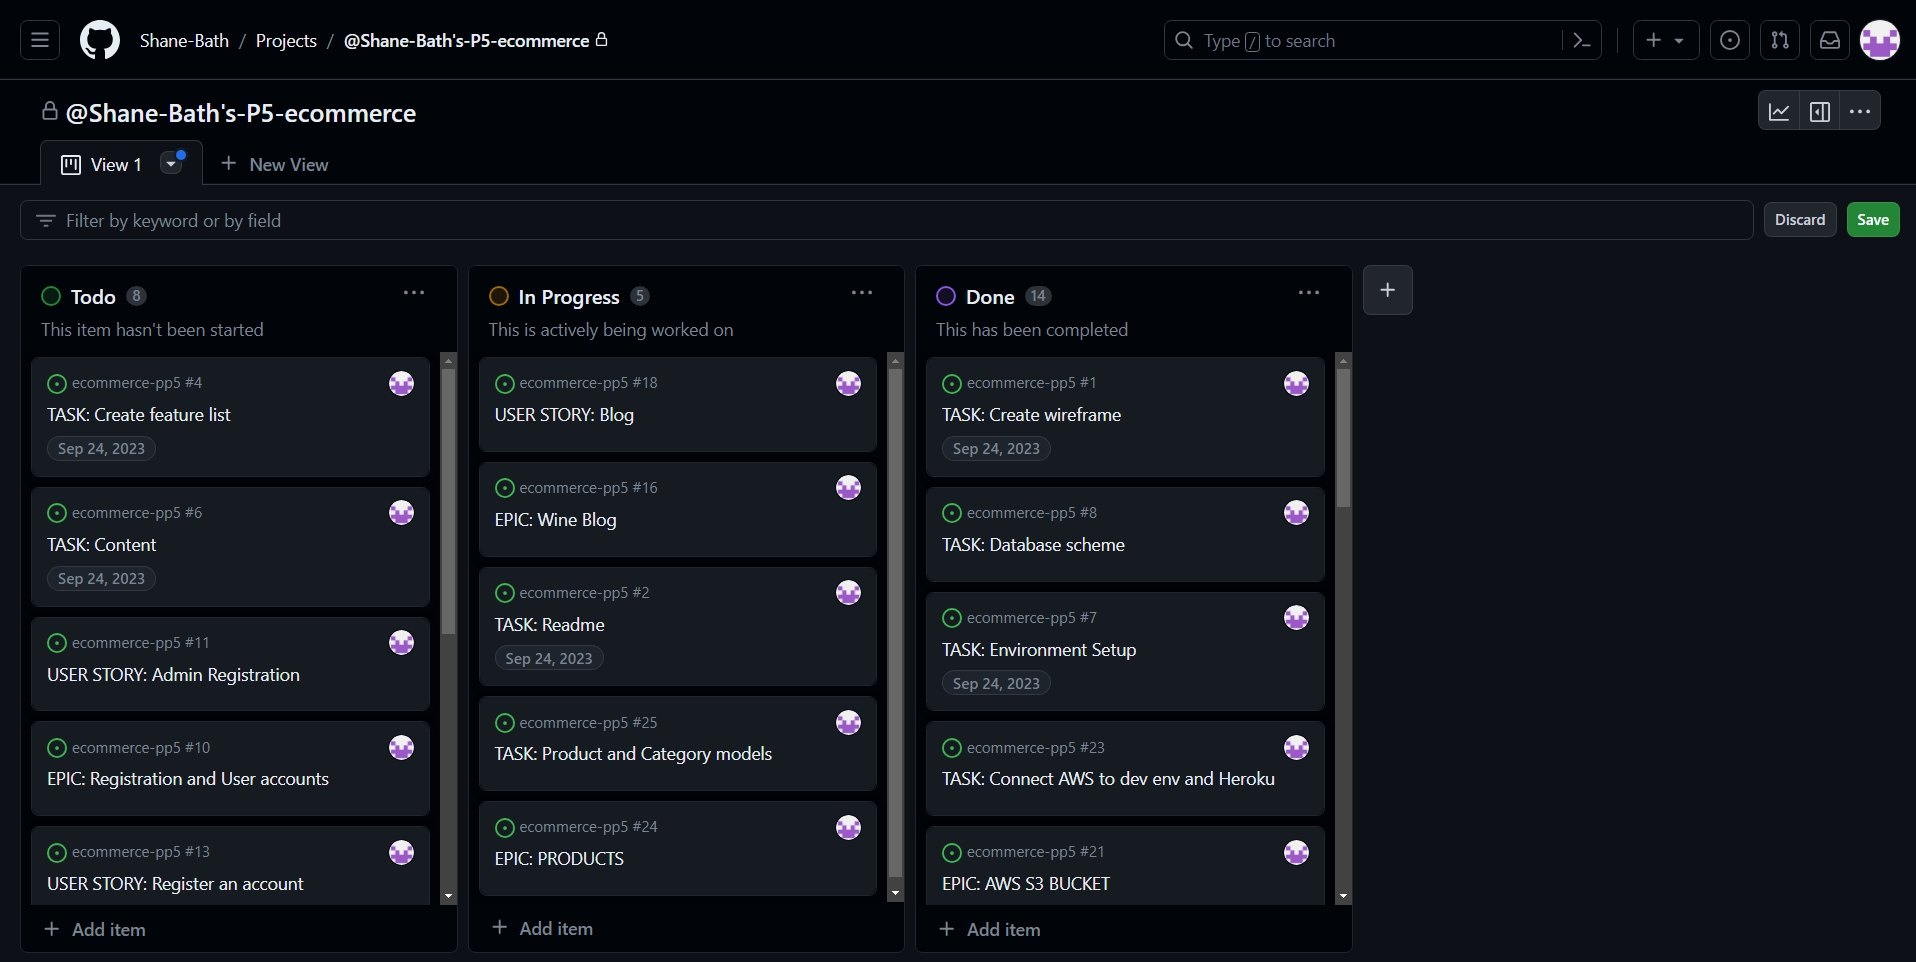 Shane-Bath / Projects / @Shane-Bath's-P5-ecommerce
Type / to search
@Shane-Bath's-P5-ecommerce
View 1
New View
Filter by keyword or by field
Discard
Save
Todo 8
This item hasn't been started
ecommerce-pp5 #4
TASK: Create feature list
Sep 24, 2023
ecommerce-pp5 #6
TASK: Content
Sep 24, 2023
ecommerce-pp5 #11
USER STORY: Admin Registration
ecommerce-pp5 #10
EPIC: Registration and User accounts
ecommerce-pp5 #13
USER STORY: Register an account
+ Add item
In Progress 5
This is actively being worked on
ecommerce-pp5 #18
USER STORY: Blog
ecommerce-pp5 #16
EPIC: Wine Blog
ecommerce-pp5 #2
TASK: Readme
Sep 24, 2023
ecommerce-pp5 #25
TASK: Product and Category models
ecommerce-pp5 #24
EPIC: PRODUCTS
+ Add item
Done 14
This has been completed
ecommerce-pp5 #1
TASK: Create wireframe
Sep 24, 2023
ecommerce-pp5 #8
TASK: Database scheme
ecommerce-pp5 #7
TASK: Environment Setup
Sep 24, 2023
ecommerce-pp5 #23
TASK: Connect AWS to dev env and Heroku
ecommerce-pp5 #21
EPIC: AWS S3 BUCKET
+ Add item